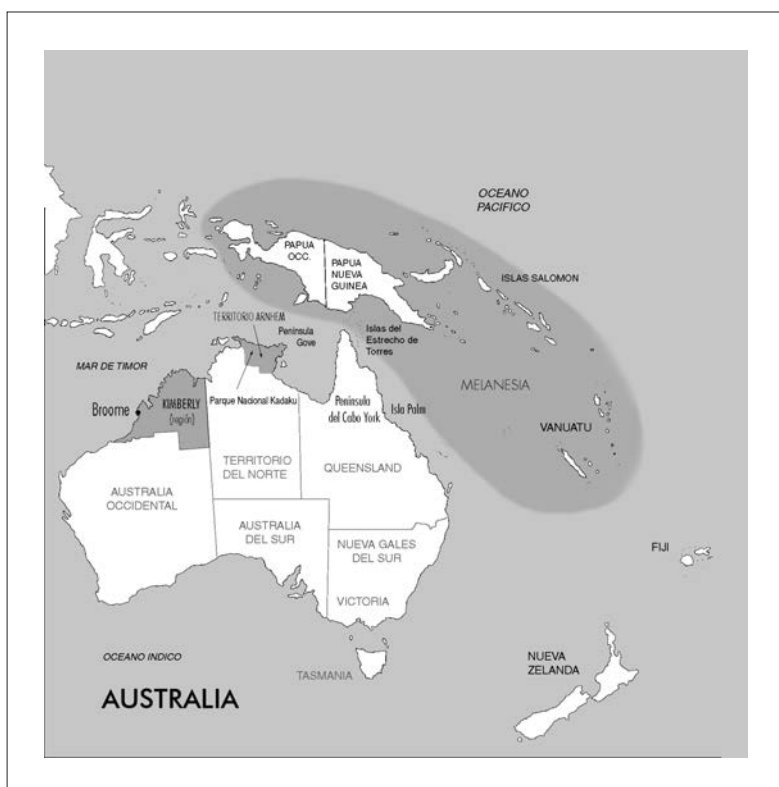 OCEANO
PACIFICO
PAPUA
OCC.
PAPUA
NUEVA
GUINEA
ISLAS SALOMON
TERRITORIO ARNHEM
Península
Gove
Islas del
Estrecho de
Torres
MAR DE TIMOR
MELANESIA
Broome
KIMBERLY
(región)
Parque Nacional Kadaku
Península
del Cabo York
Isla Palm
VANUATU
TERRITORIO
DEL NORTE
QUEENSLAND
AUSTRALIA
OCCIDENTAL
AUSTRALIA
DEL SUR
NUEVA GALES
DEL SUR
FIJI
VICTORIA
OCEANO INDICO
NUEVA
ZELANDA
TASMANIA
AUSTRALIA